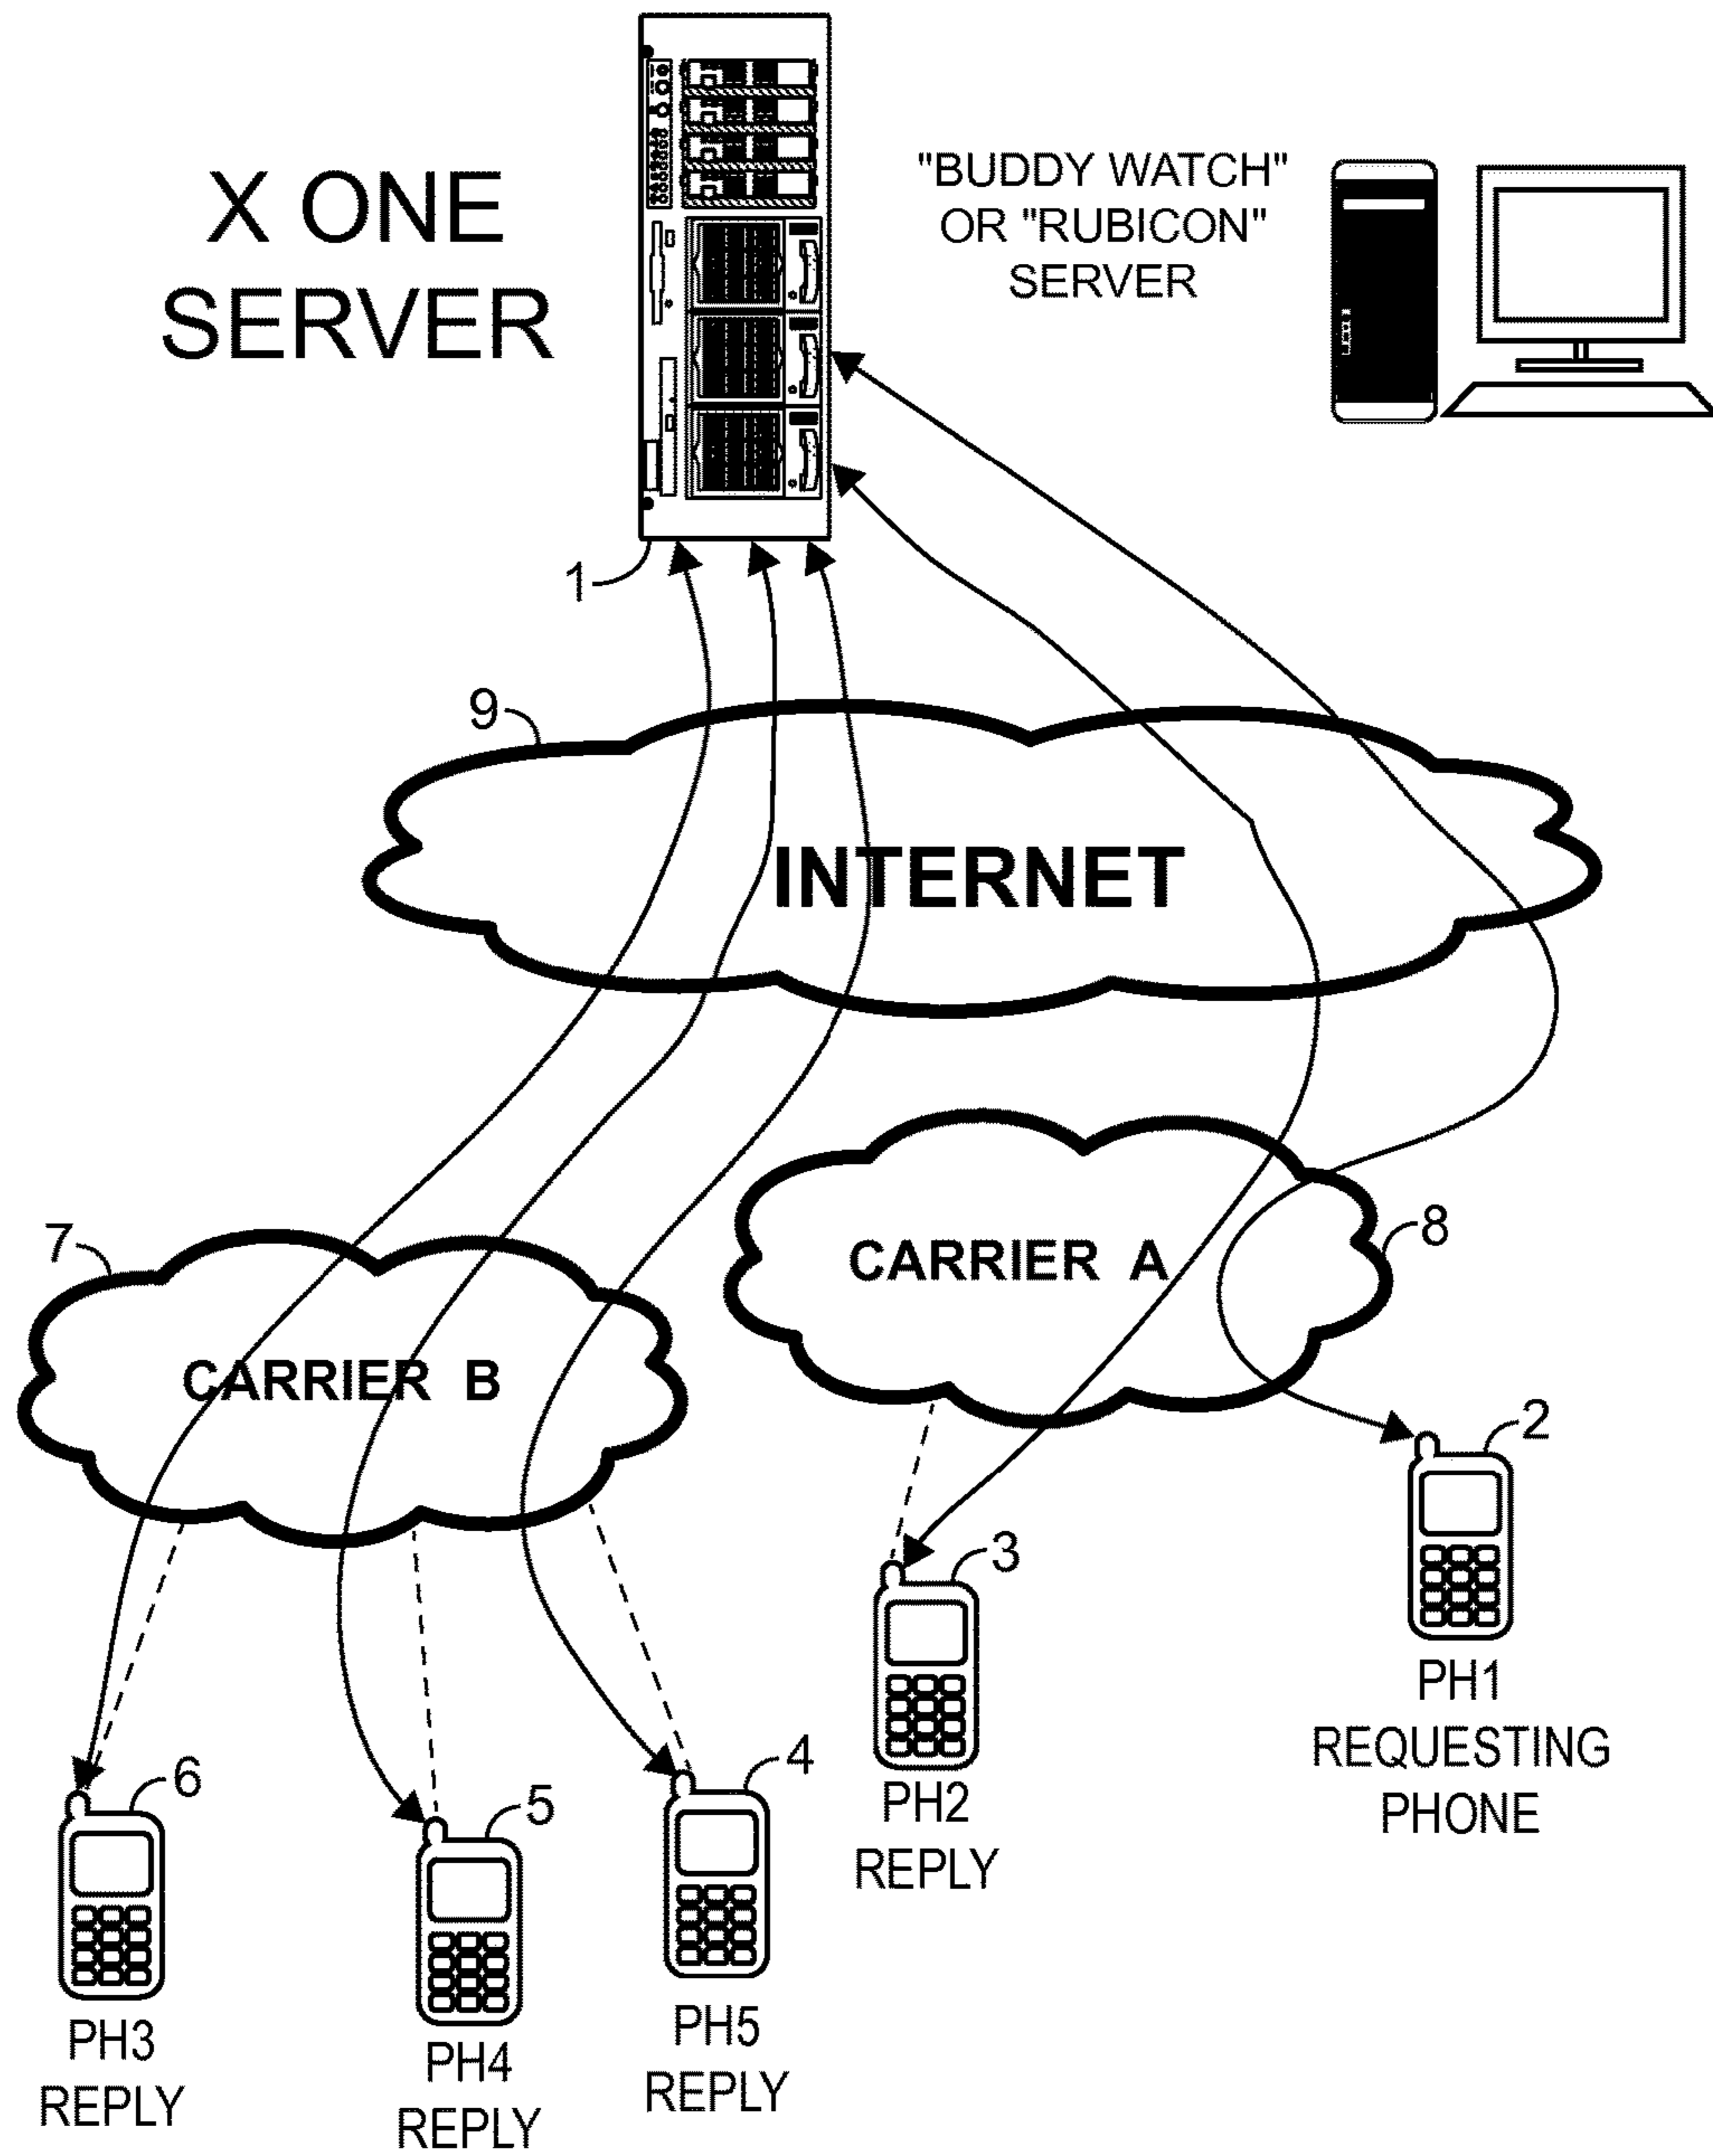 X ONE
SERVER
"BUDDY WATCH"
OR "RUBICON"
SERVER
1
9
INTERNET
7
CARRIER B
CARRIER A
8
2
PH1
REQUESTING
PHONE
3
PH2
REPLY
6
PH3
REPLY
5
PH4
REPLY
4
PH5
REPLY